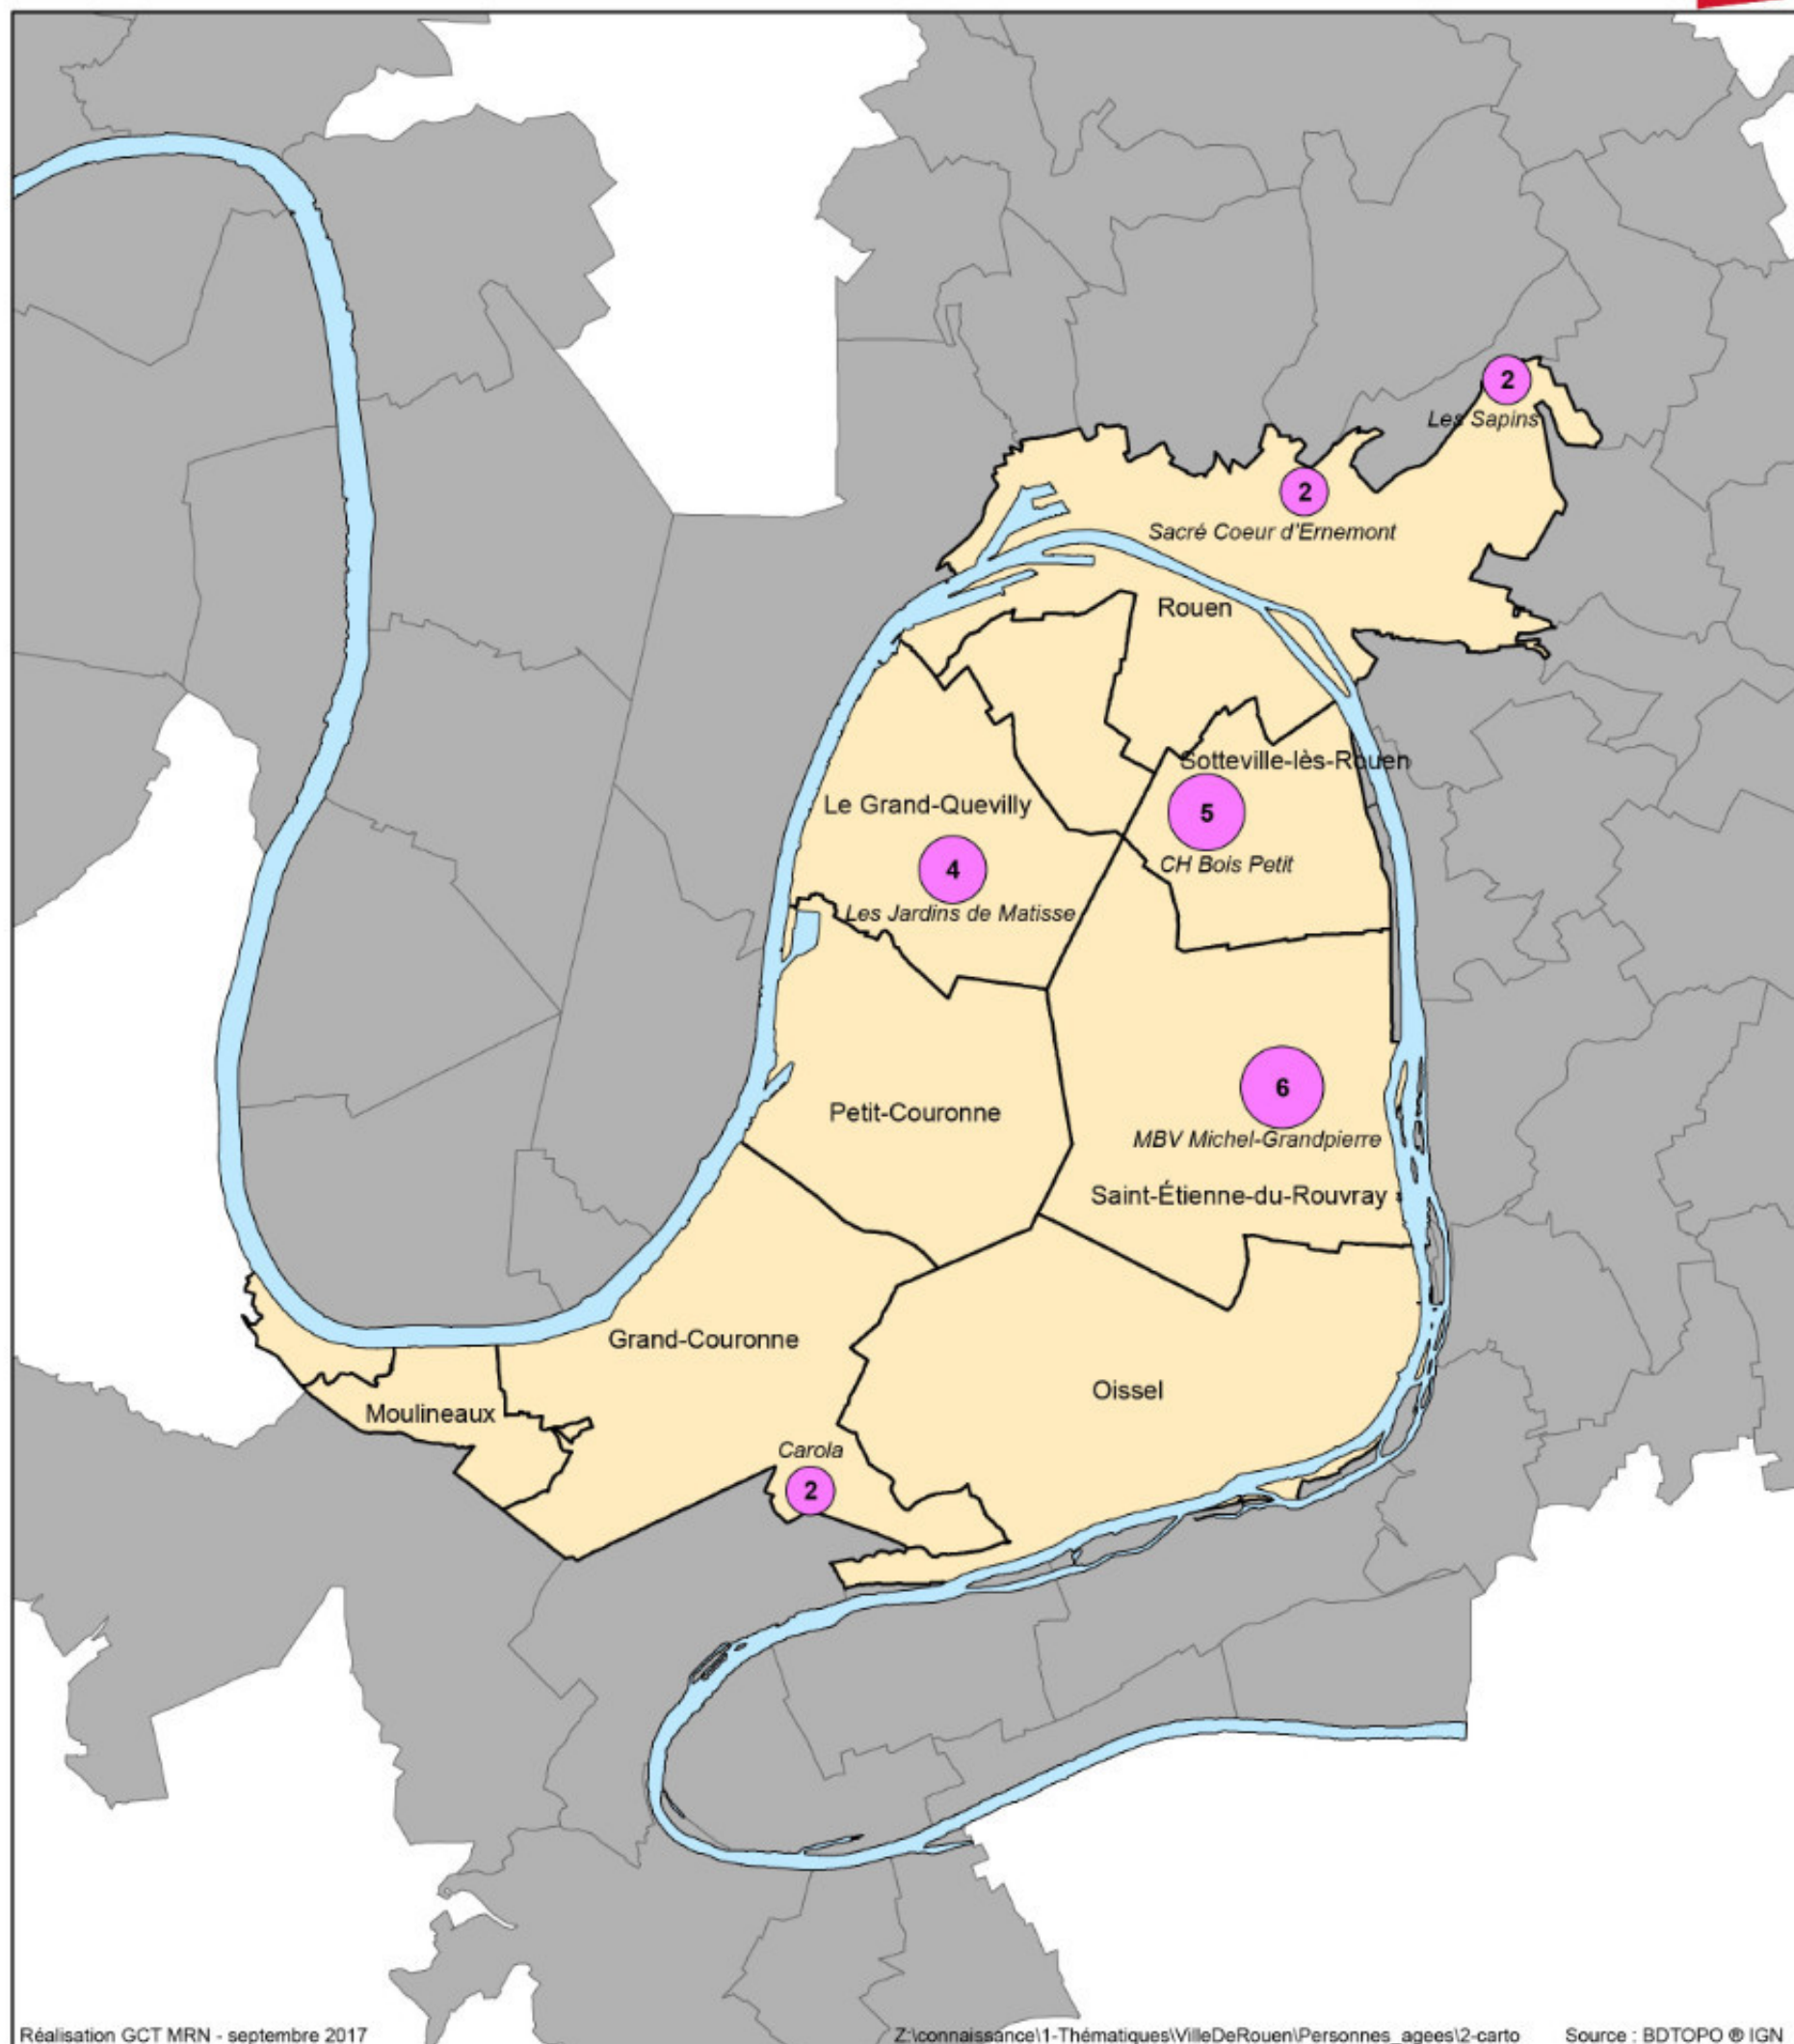 2
Les Sapins
2
Sacré Coeur d'Ernemont
Rouen
Sotteville-lès-Rouen
Le Grand-Quevilly
5
CH Bois Petit
4
Les Jardins de Matisse
6
Petit-Couronne
MBV Michel-Grandpierre
Saint-Étienne-du-Rouvray
Grand-Couronne
Oissel
Moulineaux
Carola
2
Réalisation GCT MRN - septembre 2017
Z:\connaissance\1-Thématiques\VilleDeRouen\Personnes_agees\2-carto
Source : BDTOPO ® IGN